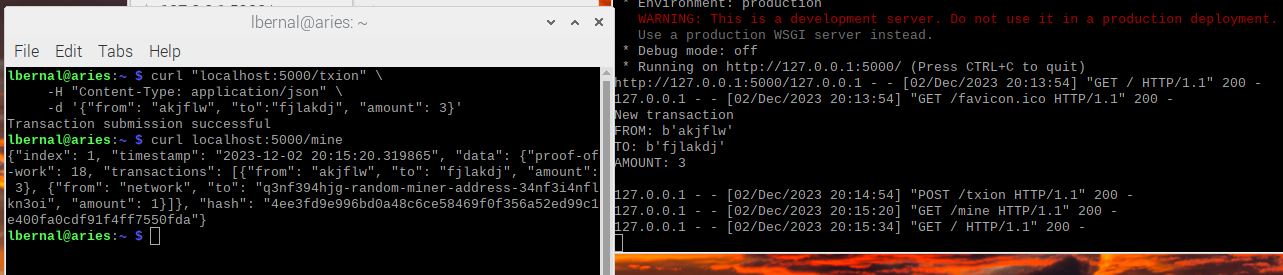 lbernal@aries: ~
File Edit Tabs Help
lbernal@aries:~ $ curl "localhost:5000/txion" \
-H "Content-Type: application/json" \
-d '{"from": "akjflw", "to":"fjlakdj", "amount": 3}'
Transaction submission successful
lbernal@aries:~ $ curl localhost:5000/mine
{"index": 1, "timestamp": "2023-12-02 20:15:20.319865", "data": {"proof-of
-work": 18, "transactions": [{"from": "akjflw", "to": "fjlakdj", "amount":
3}, {"from": "network", "to": "q3nf394hjg-random-miner-address-34nf3i4nfl
kn3oi", "amount": 1}]}, "hash": "4ee3fd9e996bd0a48c6ce58469f0f356a52ed99c1
e400fa0cdf91f4ff7550fda"}
lbernal@aries:~ $
* Environment: production
WARNING: This is a development server. Do not use it in a production deployment.
Use a production WSGI server instead.
* Debug mode: off
* Running on http://127.0.0.1:5000/ (Press CTRL+C to quit)
http://127.0.0.1:5000/127.0.0.1 - - [02/Dec/2023 20:13:54] "GET / HTTP/1.1" 200 -
127.0.0.1 - - [02/Dec/2023 20:13:54] "GET /favicon.ico HTTP/1.1" 200 -
New transaction
FROM: b'akjflw'
TO: b'fjlakdj'
AMOUNT: 3
127.0.0.1 - - [02/Dec/2023 20:14:54] "POST /txion HTTP/1.1" 200 -
127.0.0.1 - - [02/Dec/2023 20:15:20] "GET /mine HTTP/1.1" 200 -
127.0.0.1 - - [02/Dec/2023 20:15:34] "GET / HTTP/1.1" 200 -